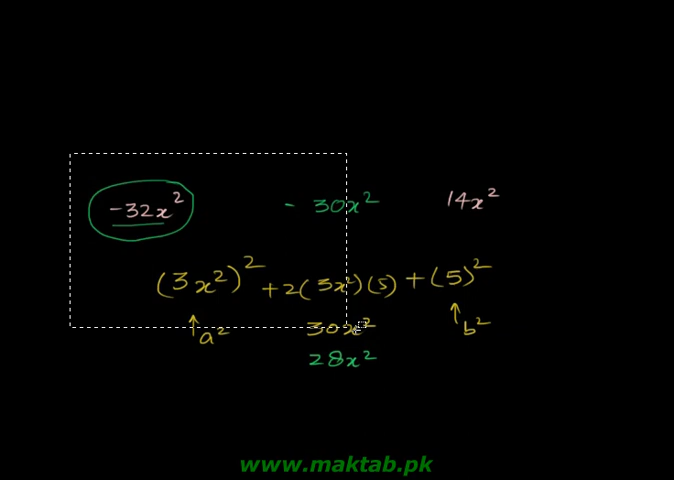 -32x² - 30x² 14x²
(3x²)² +2(3x²)(5) + (5)²
↑a² 30x² ↑b²
28x²
www.maktab.pk